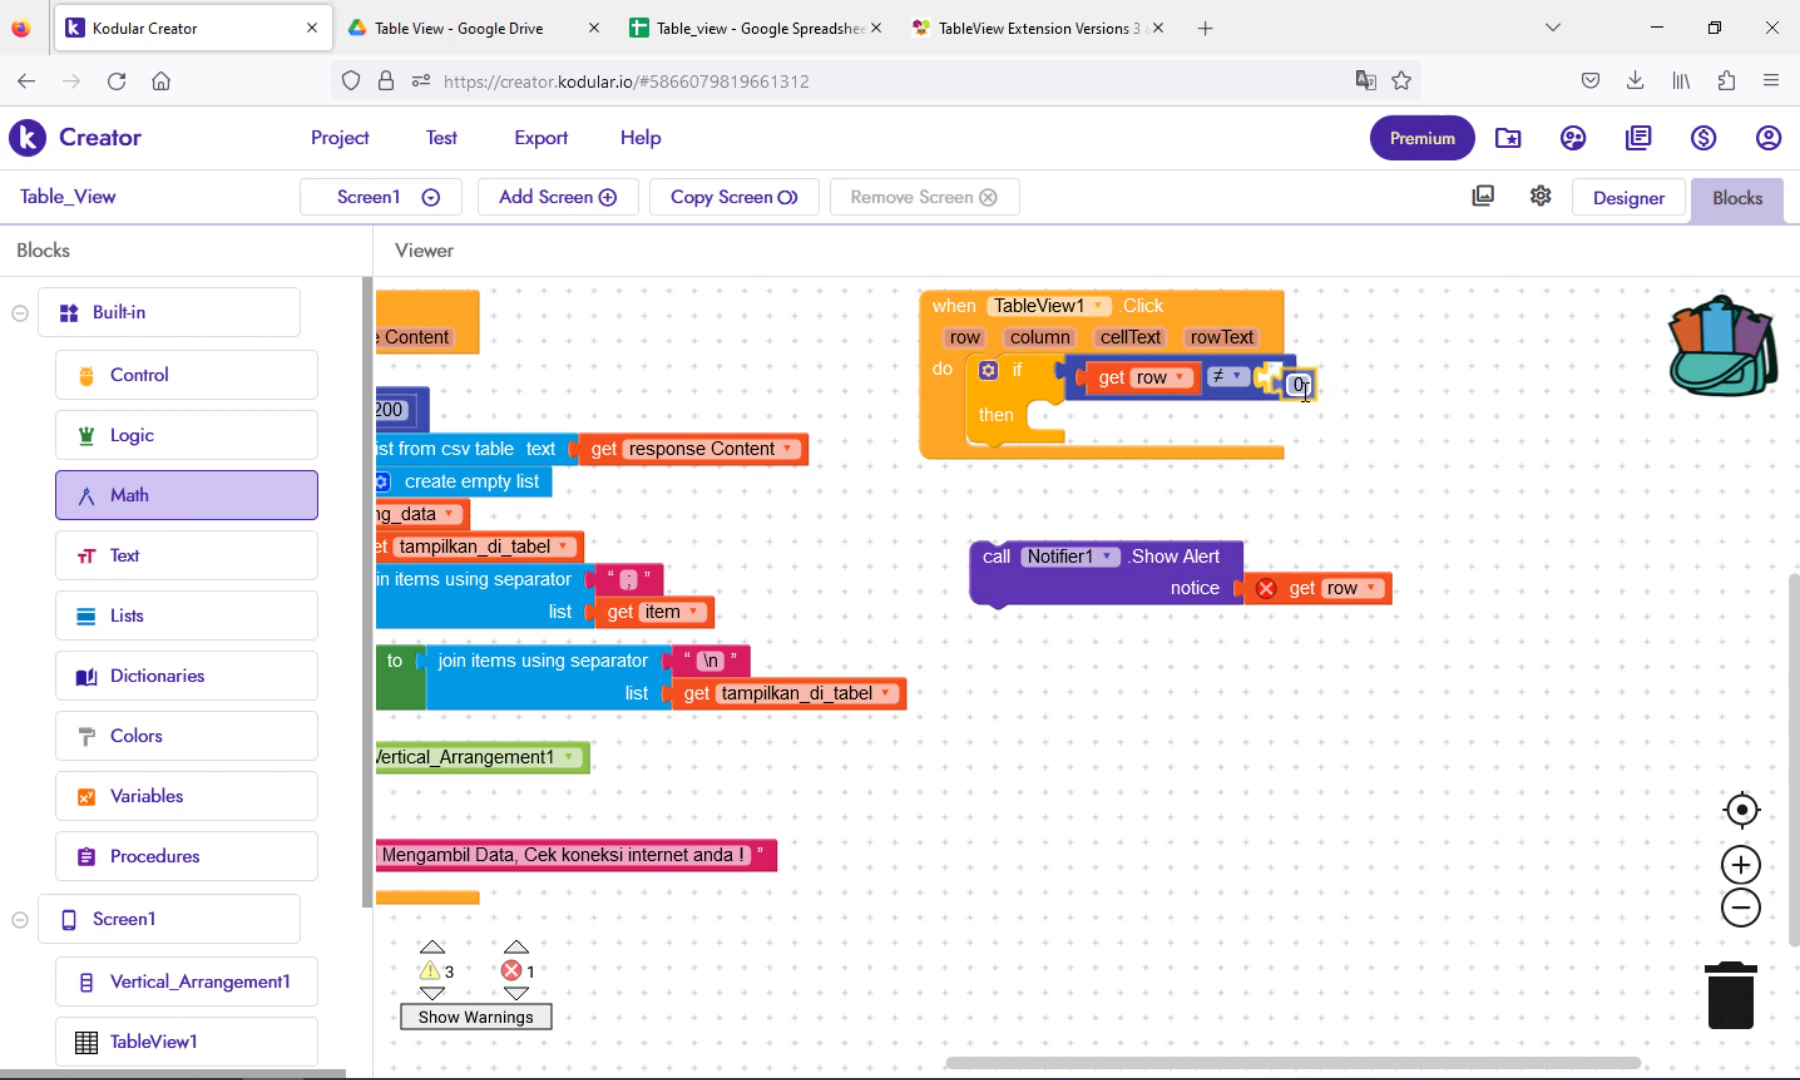 Kodular Creator
Table View - Google Drive
Table_view - Google Spreadshee
TableView Extension Versions 3
https://creator.kodular.io/#5866079819661312
k Creator
Project
Test
Export
Help
Premium
Table_View
Screen1
Add Screen
Copy Screen
Remove Screen
Designer
Blocks
Blocks
Viewer
Built-in
Control
Logic
Math
Text
Lists
Dictionaries
Colors
Variables
Procedures
Screen1
Vertical_Arrangement1
TableView1
e Content
200
ist from csv table text get response Content
create empty list
ng_data
et tampilkan_di_tabel
in items using separator " ; "
list get item
to join items using separator " \n "
list get tampilkan_di_tabel
Vertical_Arrangement1
Mengambil Data, Cek koneksi internet anda ! "
3
1
Show Warnings
when TableView1 .Click
row column cellText rowText
do if get row ≠ 0
then
call Notifier1 .Show Alert
notice get row